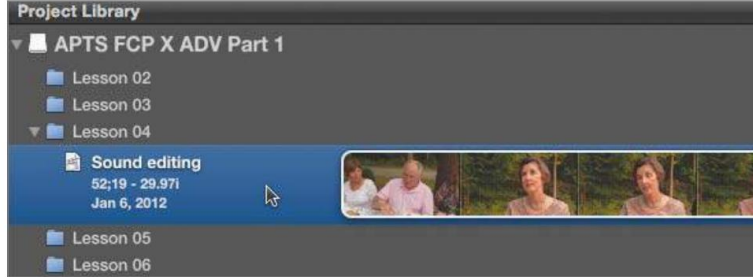 Project Library
APTS FCP X ADV Part 1
Lesson 02
Lesson 03
Lesson 04
Sound editing
52;19 - 29.97i
Jan 6, 2012
Lesson 05
Lesson 06